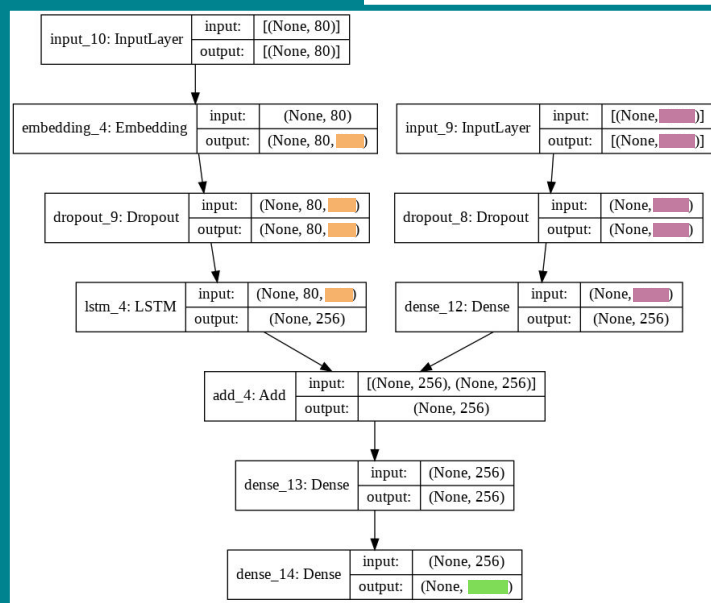 input_10: InputLayer
input: [(None, 80)]
output: [(None, 80)]
embedding_4: Embedding
input: (None, 80)
output: (None, 80, )
input_9: InputLayer
input: [(None, )]
output: [(None, )]
dropout_9: Dropout
input: (None, 80, )
output: (None, 80, )
dropout_8: Dropout
input: (None, )
output: (None, )
lstm_4: LSTM
input: (None, 80, )
output: (None, 256)
dense_12: Dense
input: (None, )
output: (None, 256)
add_4: Add
input: [(None, 256), (None, 256)]
output: (None, 256)
dense_13: Dense
input: (None, 256)
output: (None, 256)
dense_14: Dense
input: (None, 256)
output: (None, )